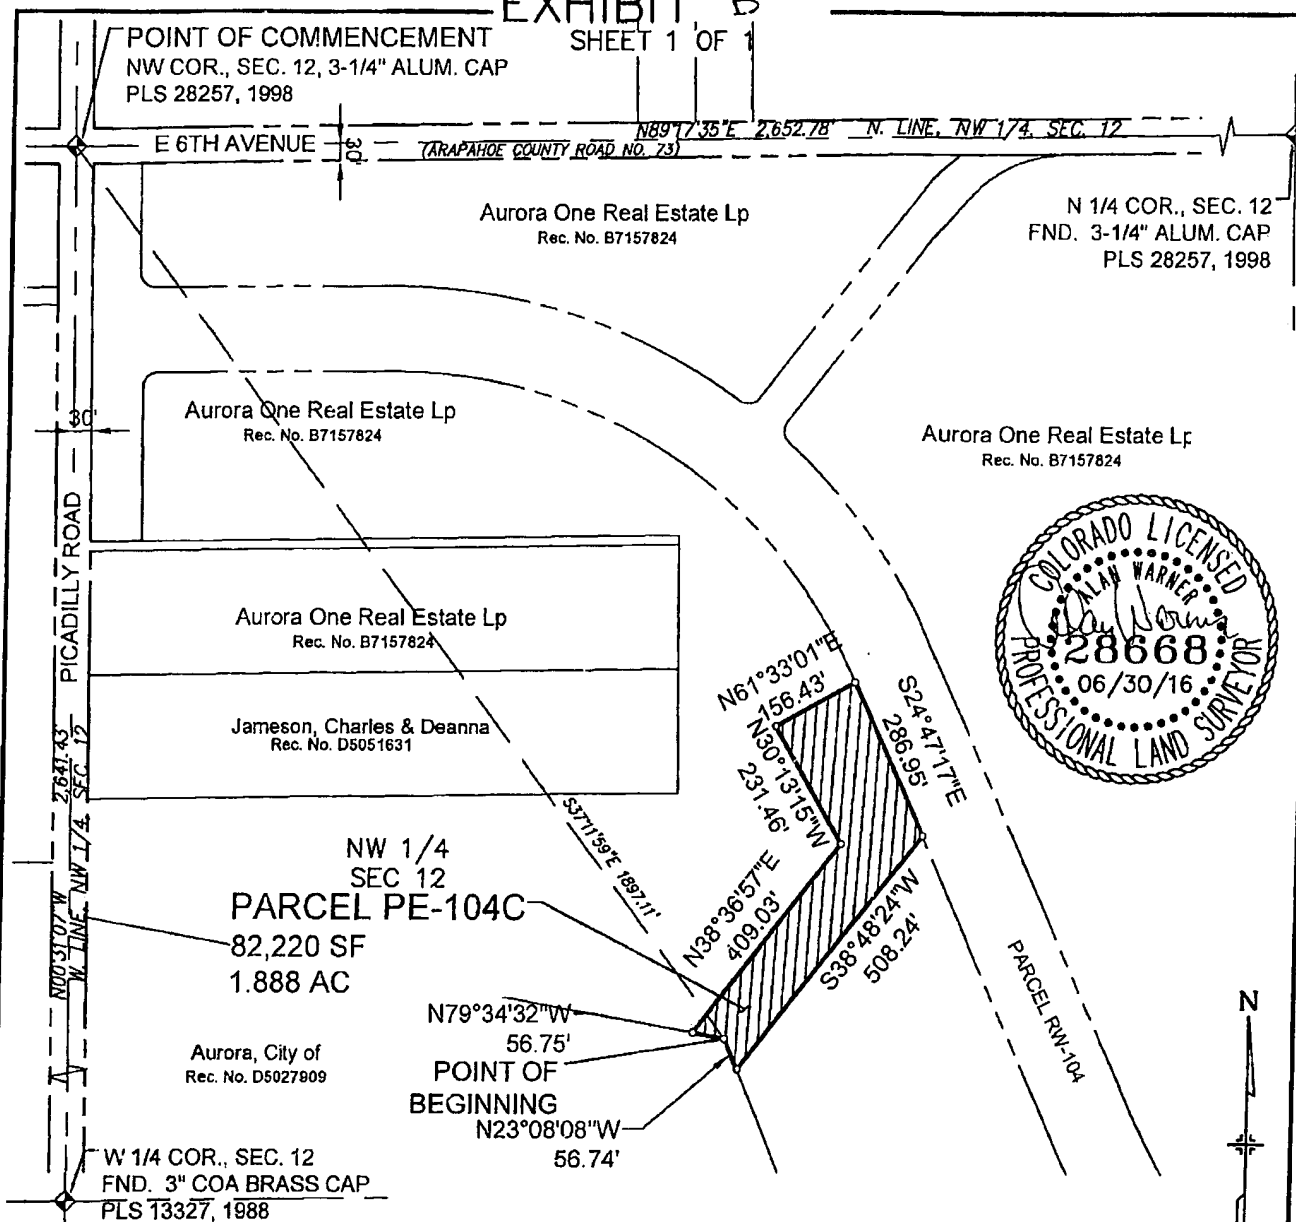 EXHIBIT B
SHEET 1 OF 1
POINT OF COMMENCEMENT
NW COR., SEC. 12, 3-1/4" ALUM. CAP
PLS 28257, 1998
E 6TH AVENUE
30'
(ARAPAHOE COUNTY ROAD NO. 73)
N89°17'35"E 2,652.78' N. LINE, NW 1/4, SEC. 12
N 1/4 COR., SEC. 12
FND. 3-1/4" ALUM. CAP
PLS 28257, 1998
Aurora One Real Estate Lp
Rec. No. B7157824
Aurora One Real Estate Lp
Rec. No. B7157824
Aurora One Real Estate Lp
Rec. No. B7157824
30'
PICADILLY ROAD
Aurora One Real Estate Lp
Rec. No. B7157824
Jameson, Charles & Deanna
Rec. No. D5051631
COLORADO LICENSED
ALAN WARNER
Alan Warner
28668
06/30/16
PROFESSIONAL LAND SURVEYOR
N61°33'01"E
156.43'
N30°13'15"W
231.46'
S24°47'17"E
286.95'
S37°11'59"E 1897.11'
N38°36'57"E
409.03'
S38°48'24"W
508.24'
NW 1/4
SEC 12
PARCEL PE-104C
82,220 SF
1.888 AC
N00°31'07"W 2,641.43'
W. LINE, NW 1/4, SEC. 12
N79°34'32"W
56.75'
POINT OF
BEGINNING
N23°08'08"W
56.74'
PARCEL RW-104
Aurora, City of
Rec. No. D5027809
N
W 1/4 COR., SEC. 12
FND. 3" COA BRASS CAP
PLS 13327, 1988